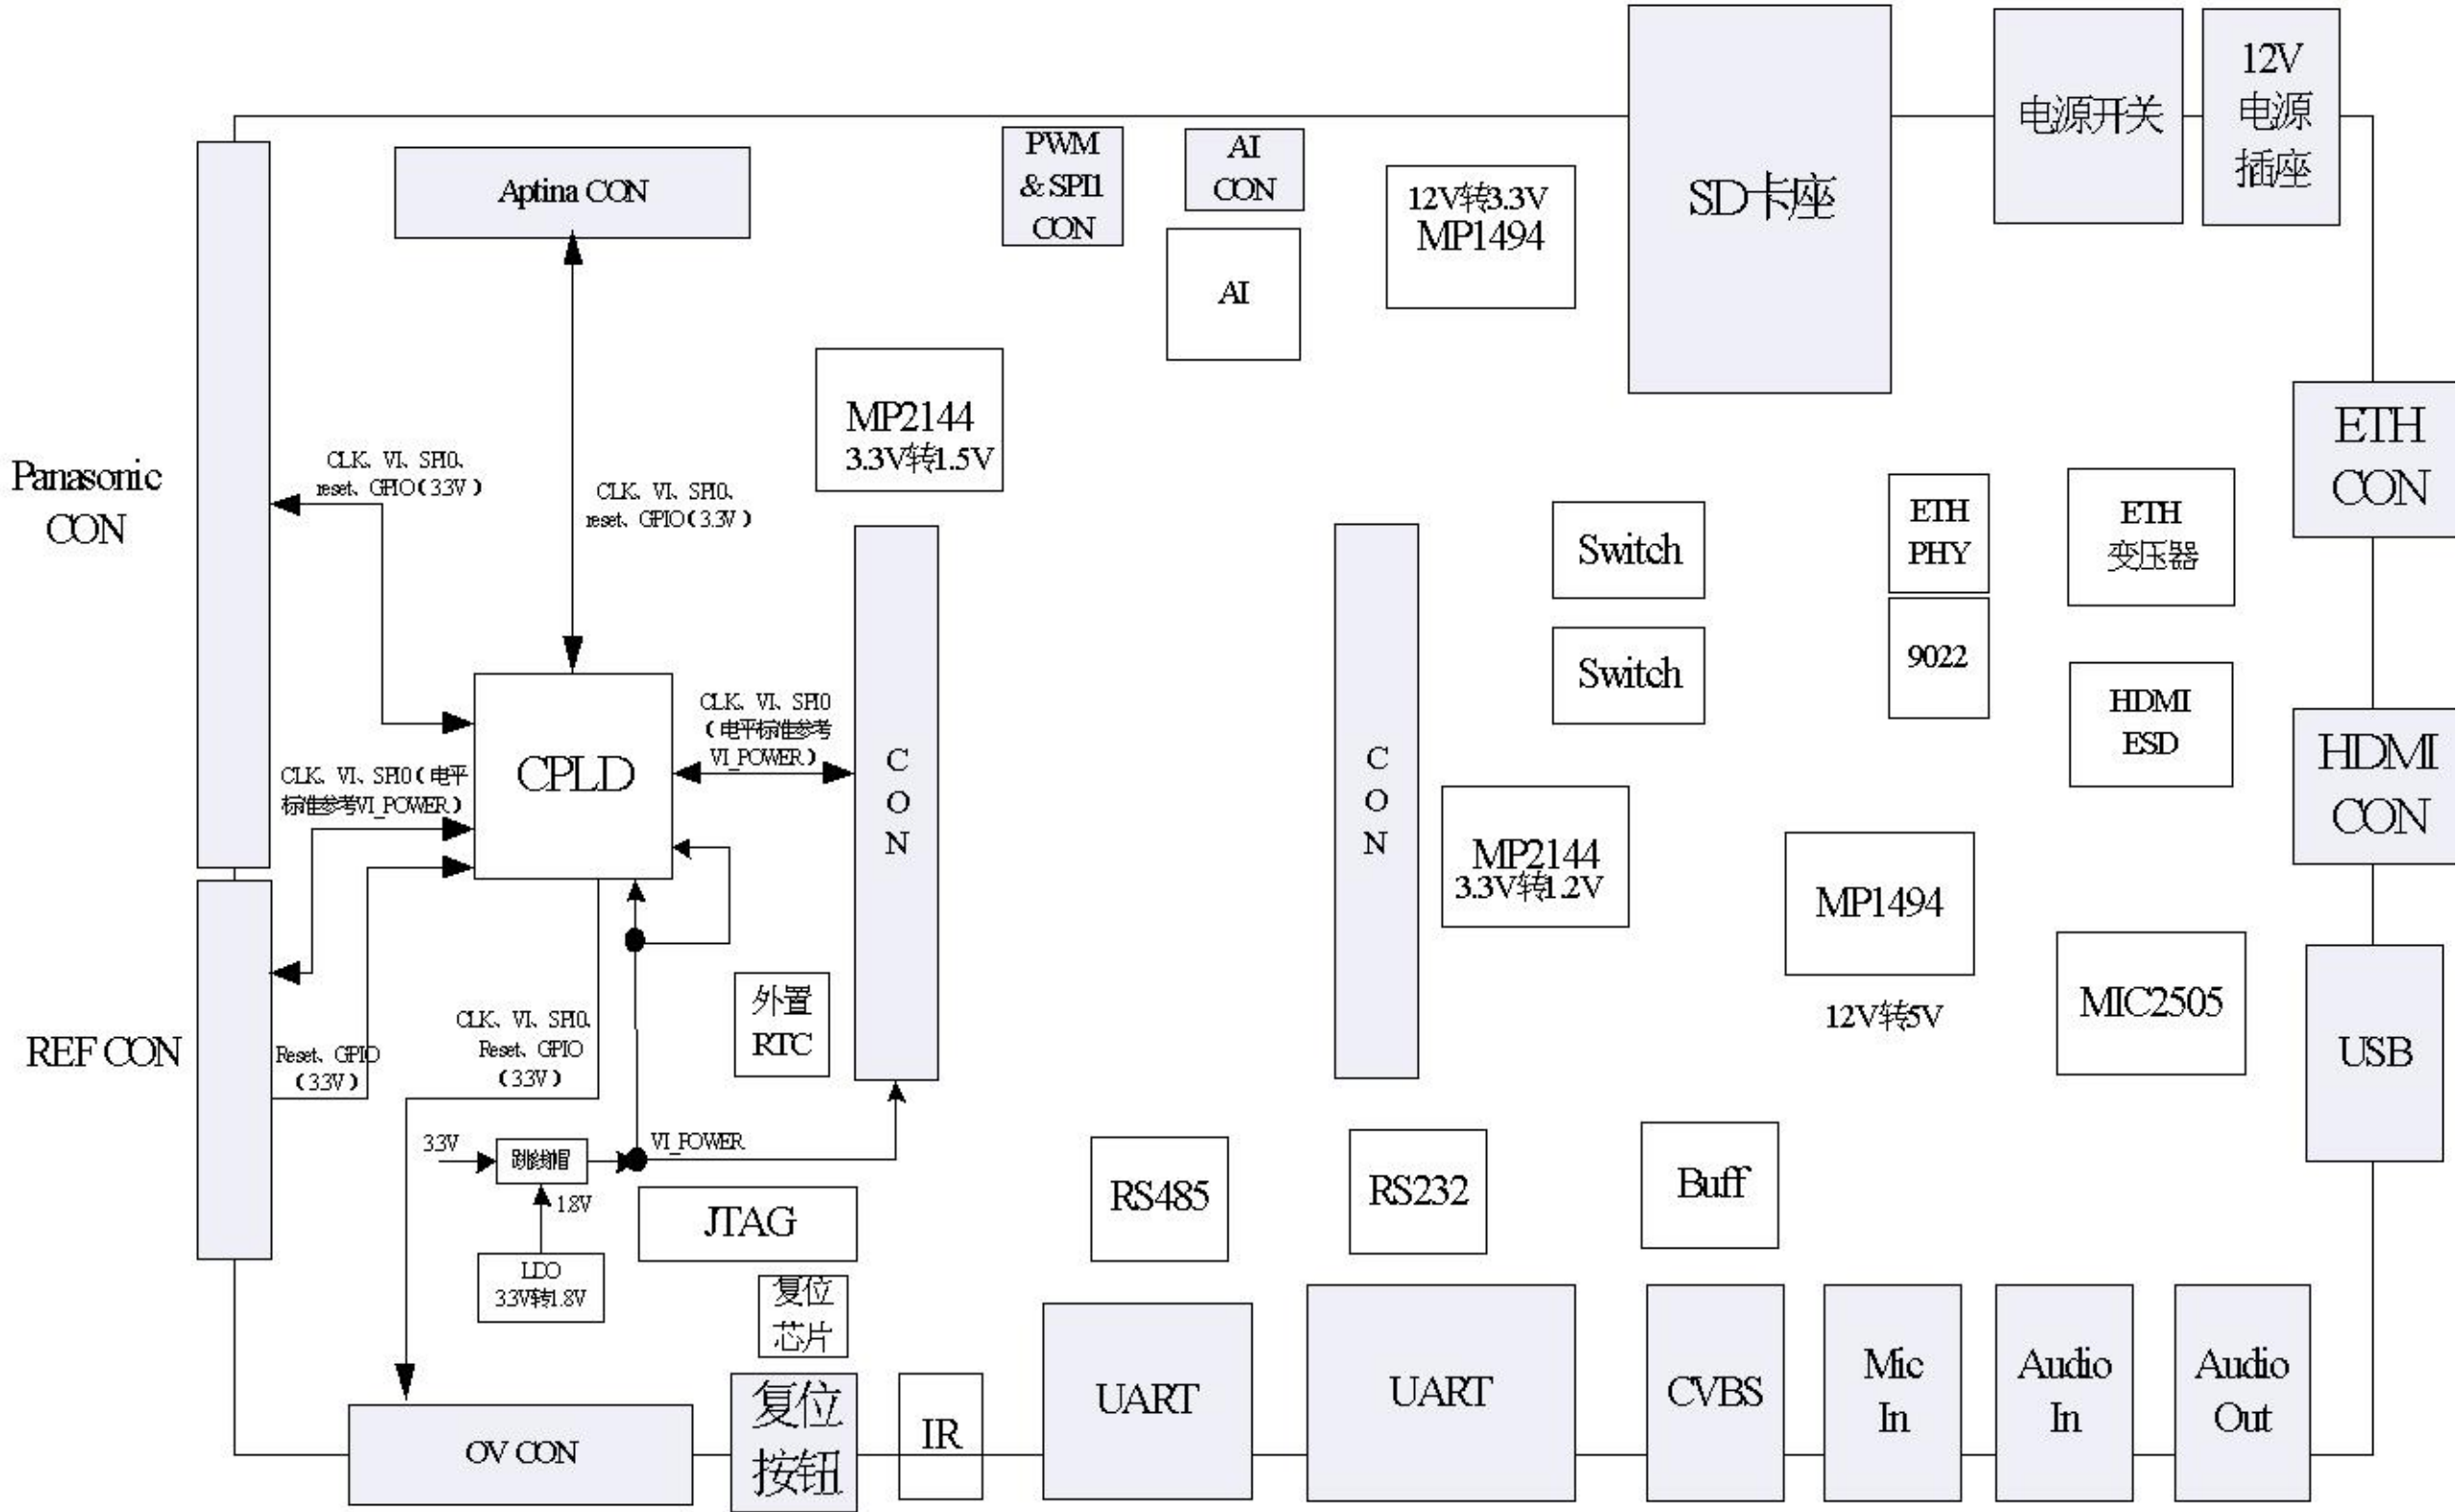 12V
电源
插座
电源开关
SD卡座
PWM
& SPI1
CON
AI
CON
12V转3.3V
MP1494
Aptina CON
AI
MP2144
3.3V转1.5V
ETH
CON
Panasonic
CON
CLK、VI、SPI0、
reset、GPIO(3.3V)
CLK、VI、SPI0、
reset、GPIO(3.3V)
Switch
ETH
PHY
ETH
变压器
Switch
9022
HDMI
ESD
HDMI
CON
CLK、VI、SPI0
(电平标准参考
VI_POWER)
CPLD
C
O
N
C
O
N
CLK、VI、SPI0(电平
标准参考VI_POWER)
MP2144
3.3V转1.2V
MP1494
12V转5V
MIC2505
USB
外置
RTC
REF CON
Reset、GPIO
(3.3V)
CLK、VI、SPI0、
Reset、GPIO
(3.3V)
3.3V
跳线帽
VI_POWER
1.8V
JTAG
RS485
RS232
Buff
LDO
3.3V转1.8V
复位
芯片
OV CON
复位
按钮
IR
UART
UART
CVBS
Mic
In
Audio
In
Audio
Out